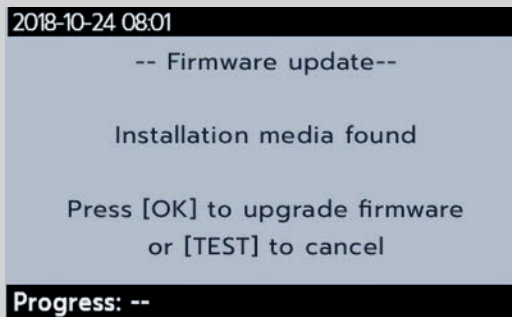 2018-10-24 08:01
-- Firmware update--
Installation media found
Press [OK] to upgrade firmware
or [TEST] to cancel
Progress: --